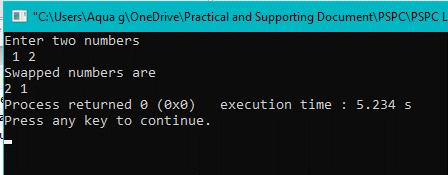 "C:\Users\Aqua g\OneDrive\Practical and Supporting Document\PSPC\PSPC L
Enter two numbers
 1 2
Swapped numbers are
2 1
Process returned 0 (0x0)   execution time : 5.234 s
Press any key to continue.